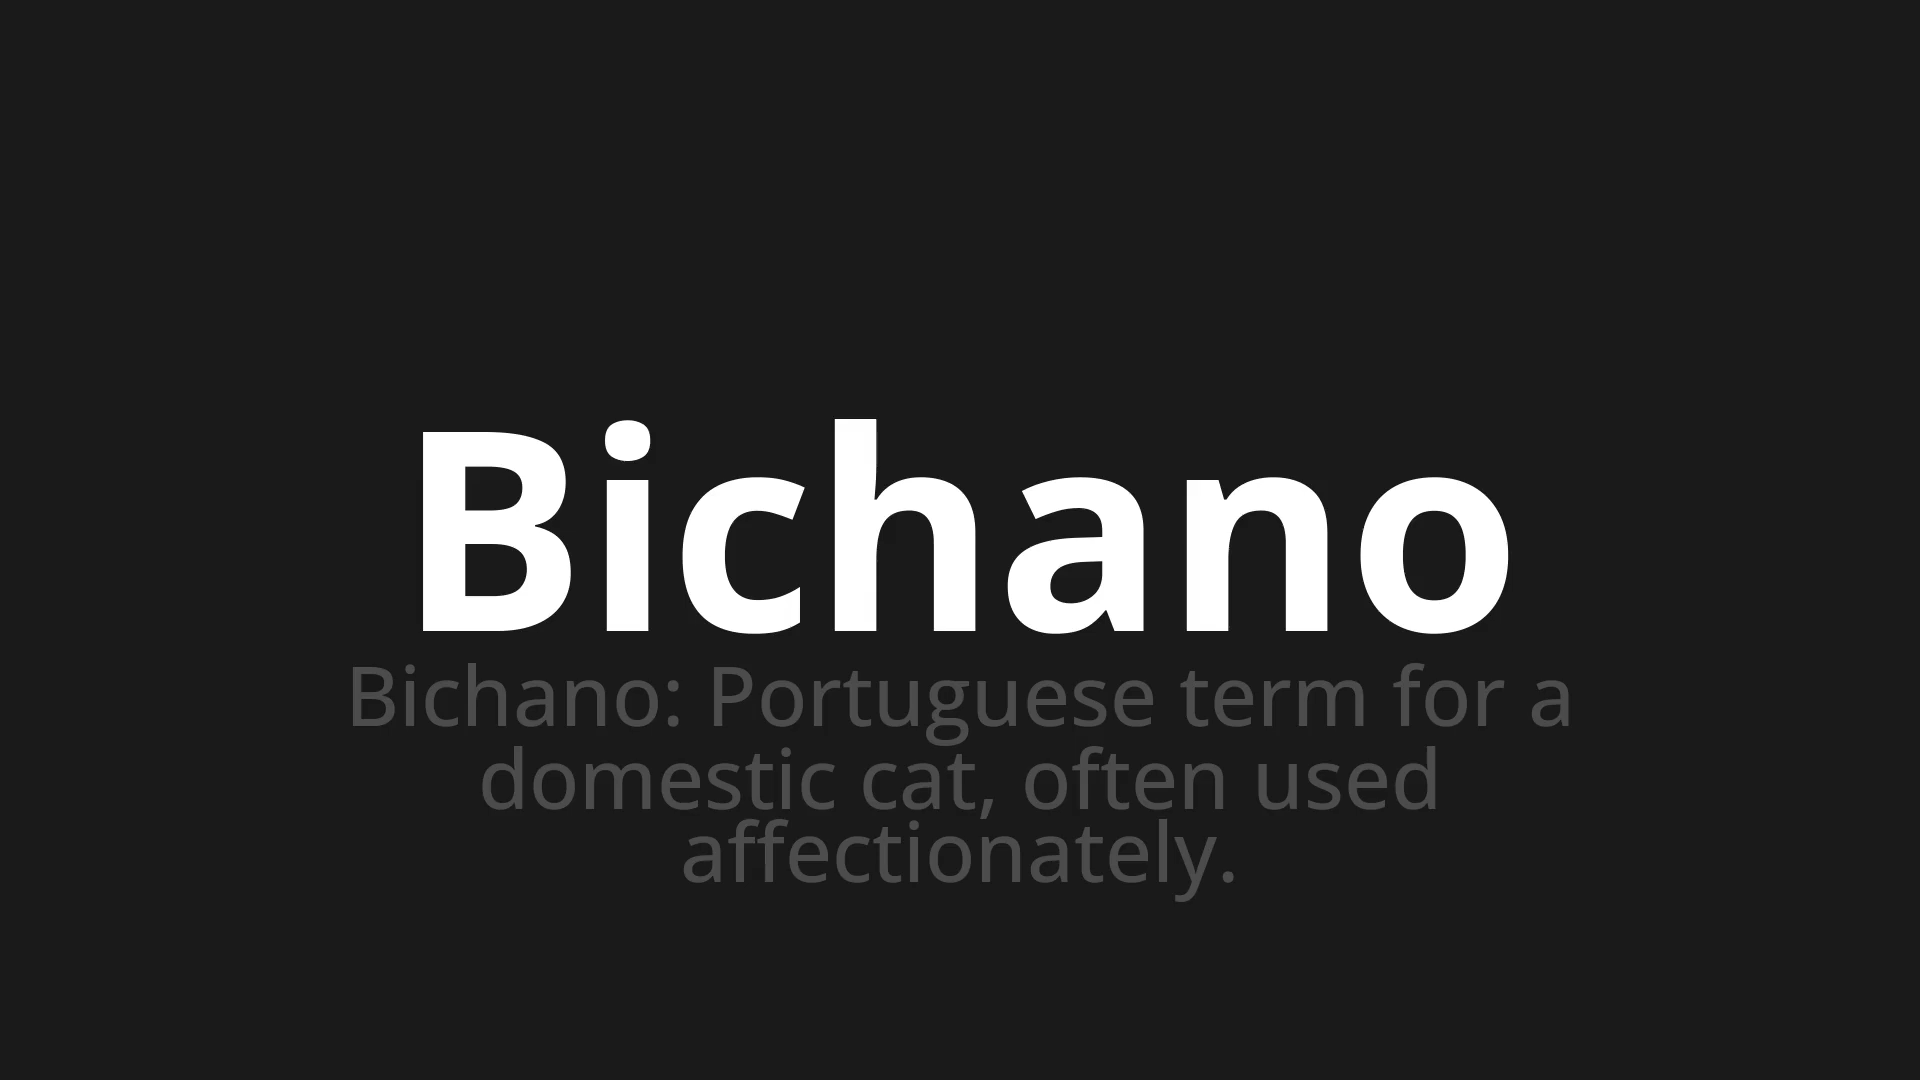 Bichano
Bichano: Portuguese term for a
domestic cat, often used
affectionately.